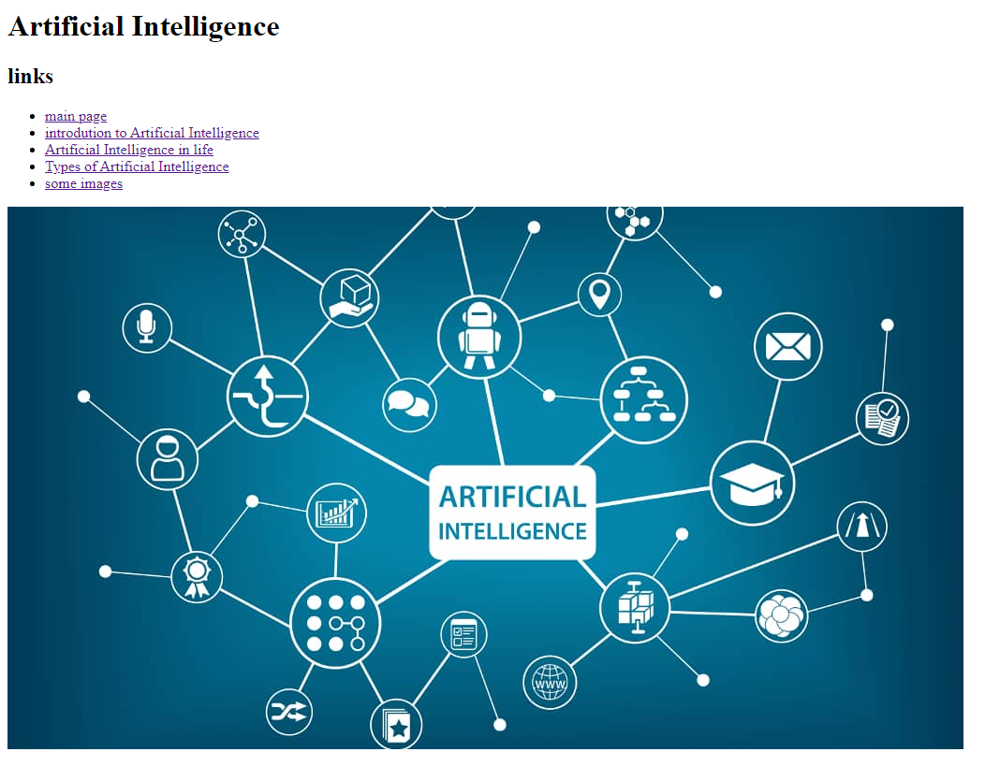 Artificial Intelligence
links
main page
introdution to Artificial Intelligence
Artificial Intelligence in life
Types of Artificial Intelligence
some images
ARTIFICIAL
INTELLIGENCE
WWW